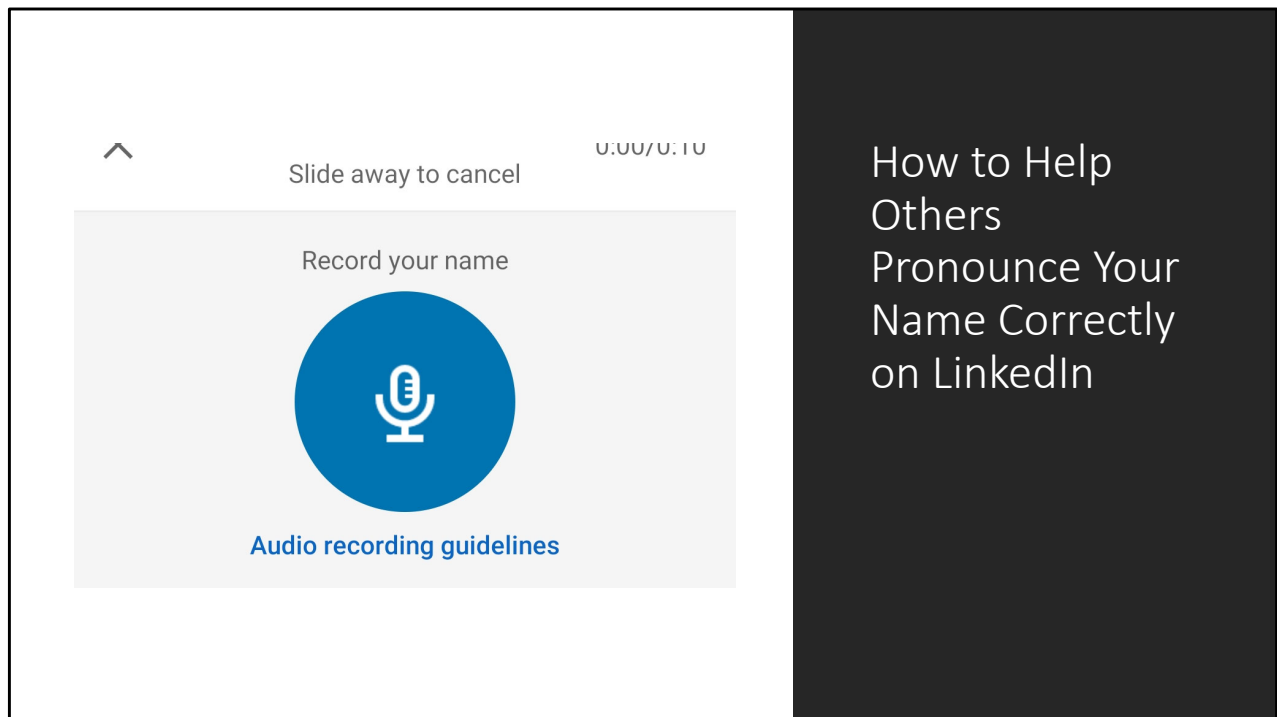 0:00/0:10
Slide away to cancel
Record your name
Audio recording guidelines
How to Help
Others
Pronounce Your
Name Correctly
on LinkedIn